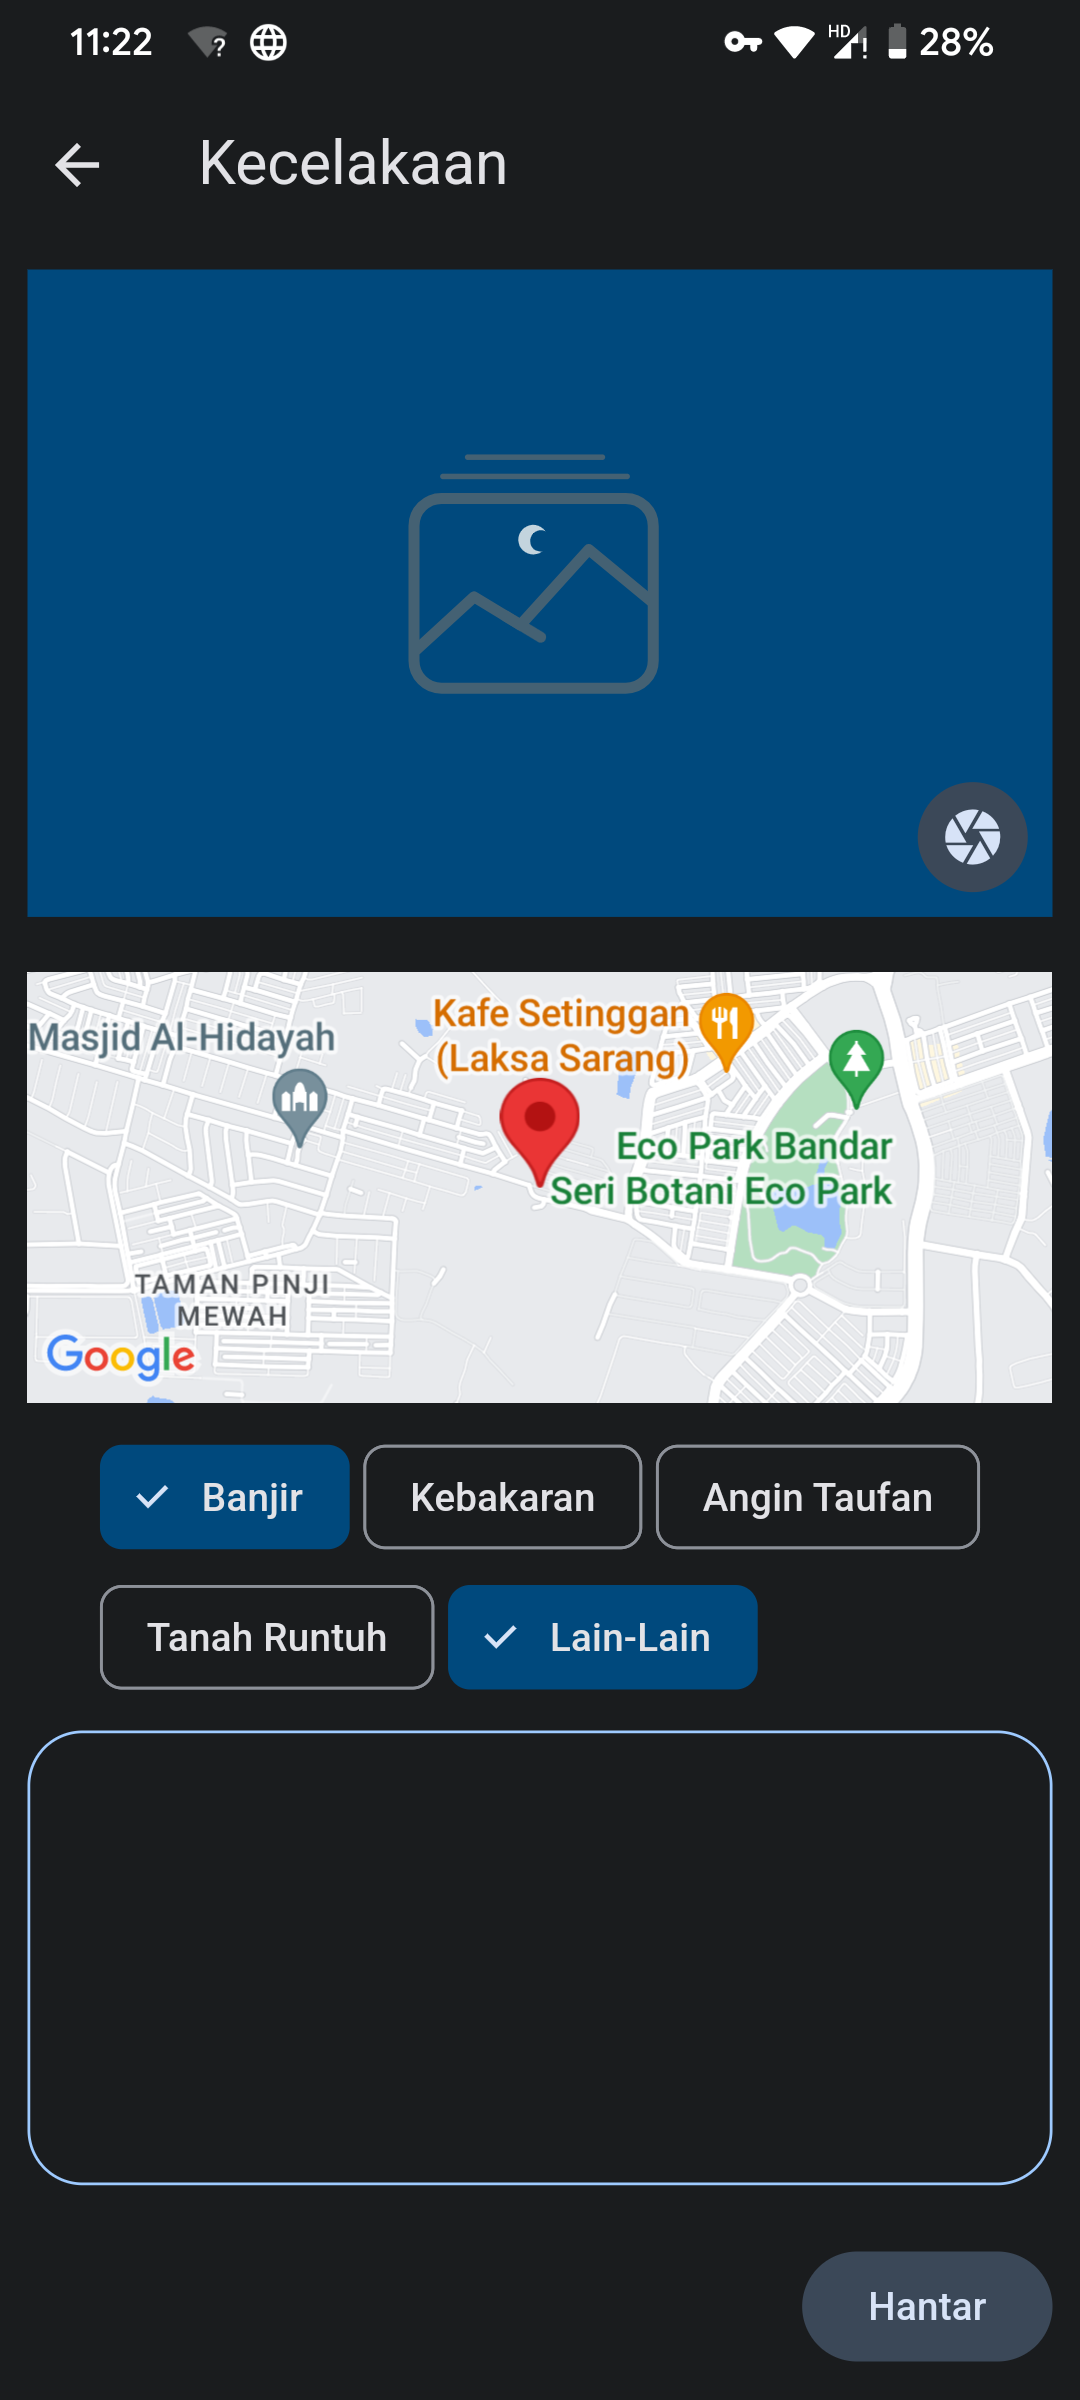 11:22
HD
28%
Kecelakaan
Masjid Al-Hidayah
Kafe Setinggan
(Laksa Sarang)
Eco Park Bandar
Seri Botani Eco Park
TAMAN PINJI
MEWAH
Google
Banjir
Kebakaran
Angin Taufan
Tanah Runtuh
Lain-Lain
Hantar